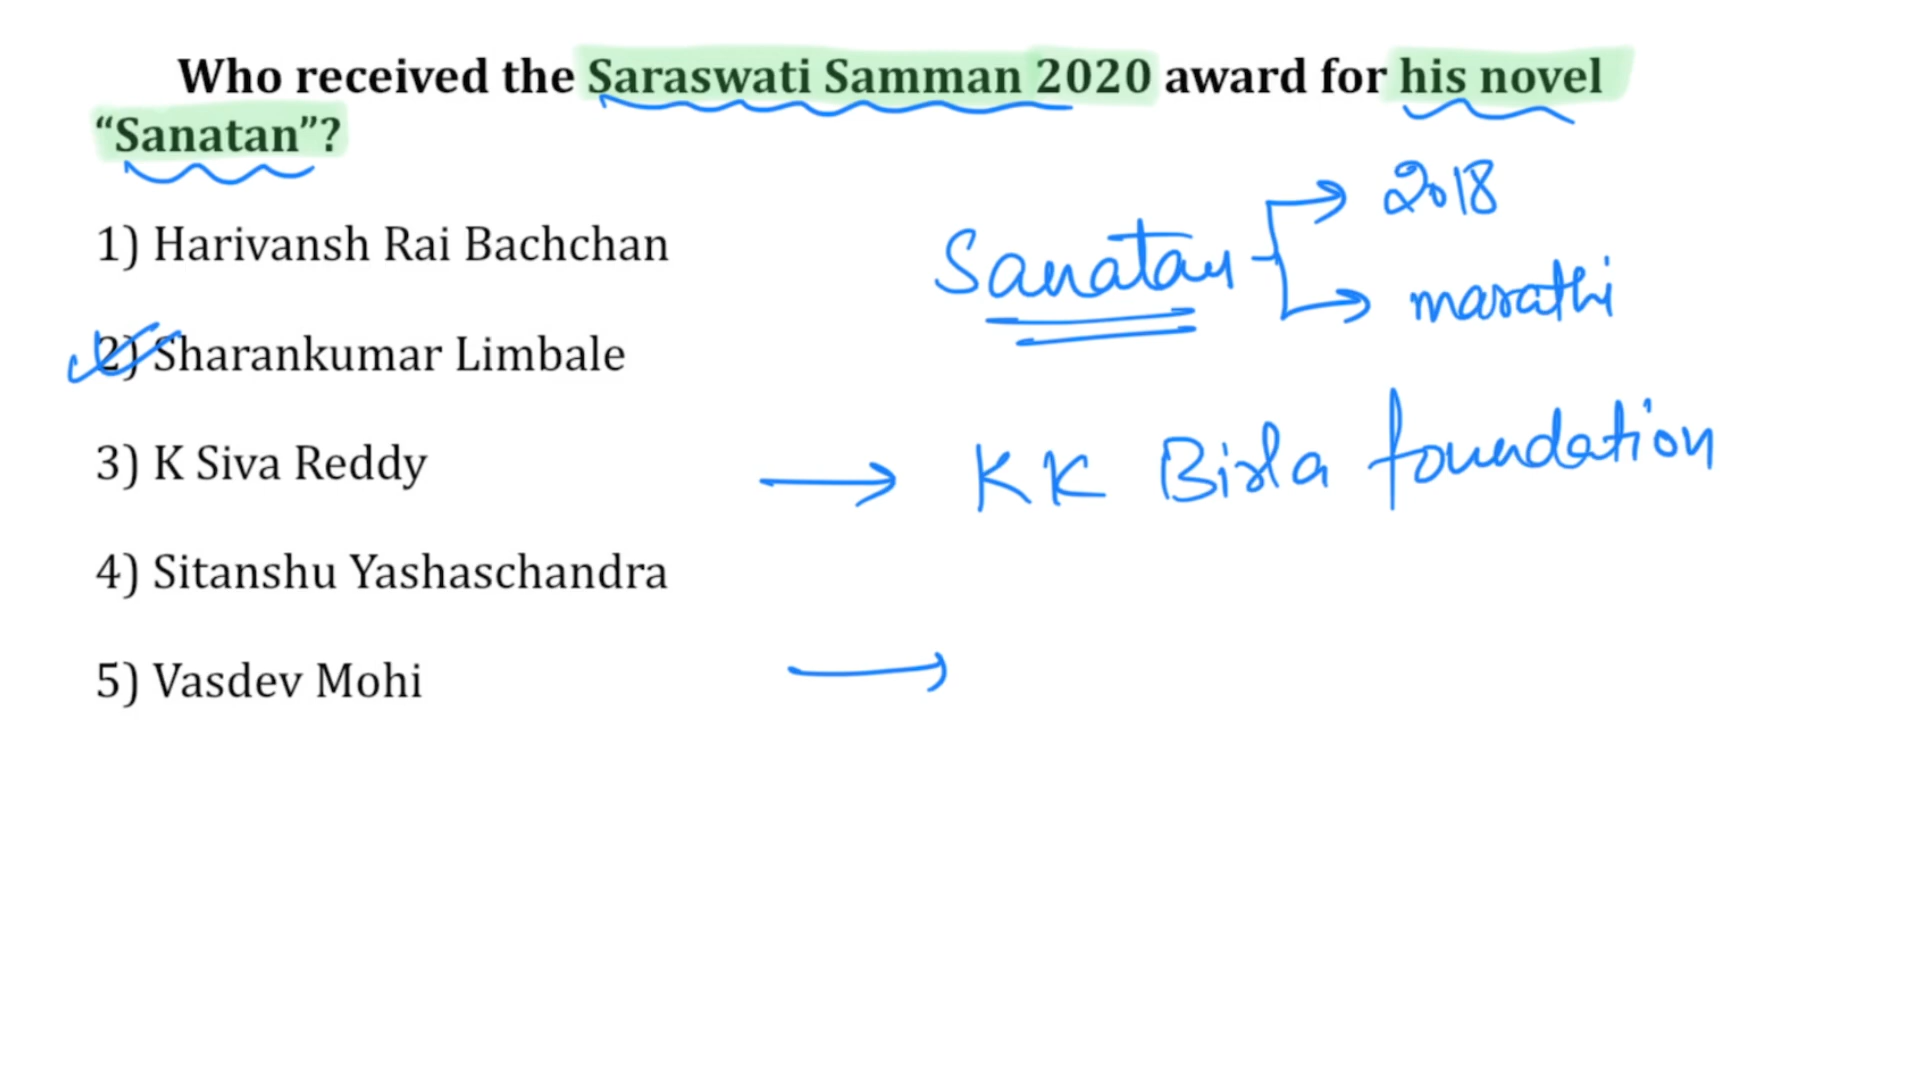 Who received the Saraswati Samman 2020 award for his novel
“Sanatan”?
1) Harivansh Rai Bachchan
2) Sharankumar Limbale
3) K Siva Reddy
4) Sitanshu Yashaschandra
5) Vasdev Mohi
Sanatan
2018
marathi
KK Birla foundation